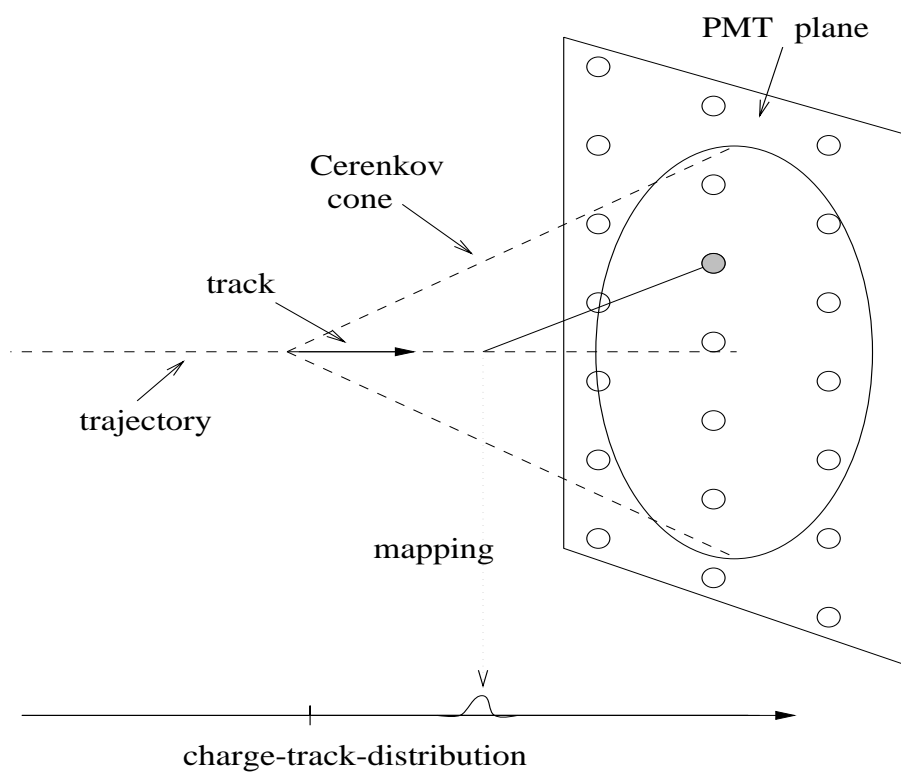 PMT plane
Cerenkov
cone
track
trajectory
mapping
charge-track-distribution